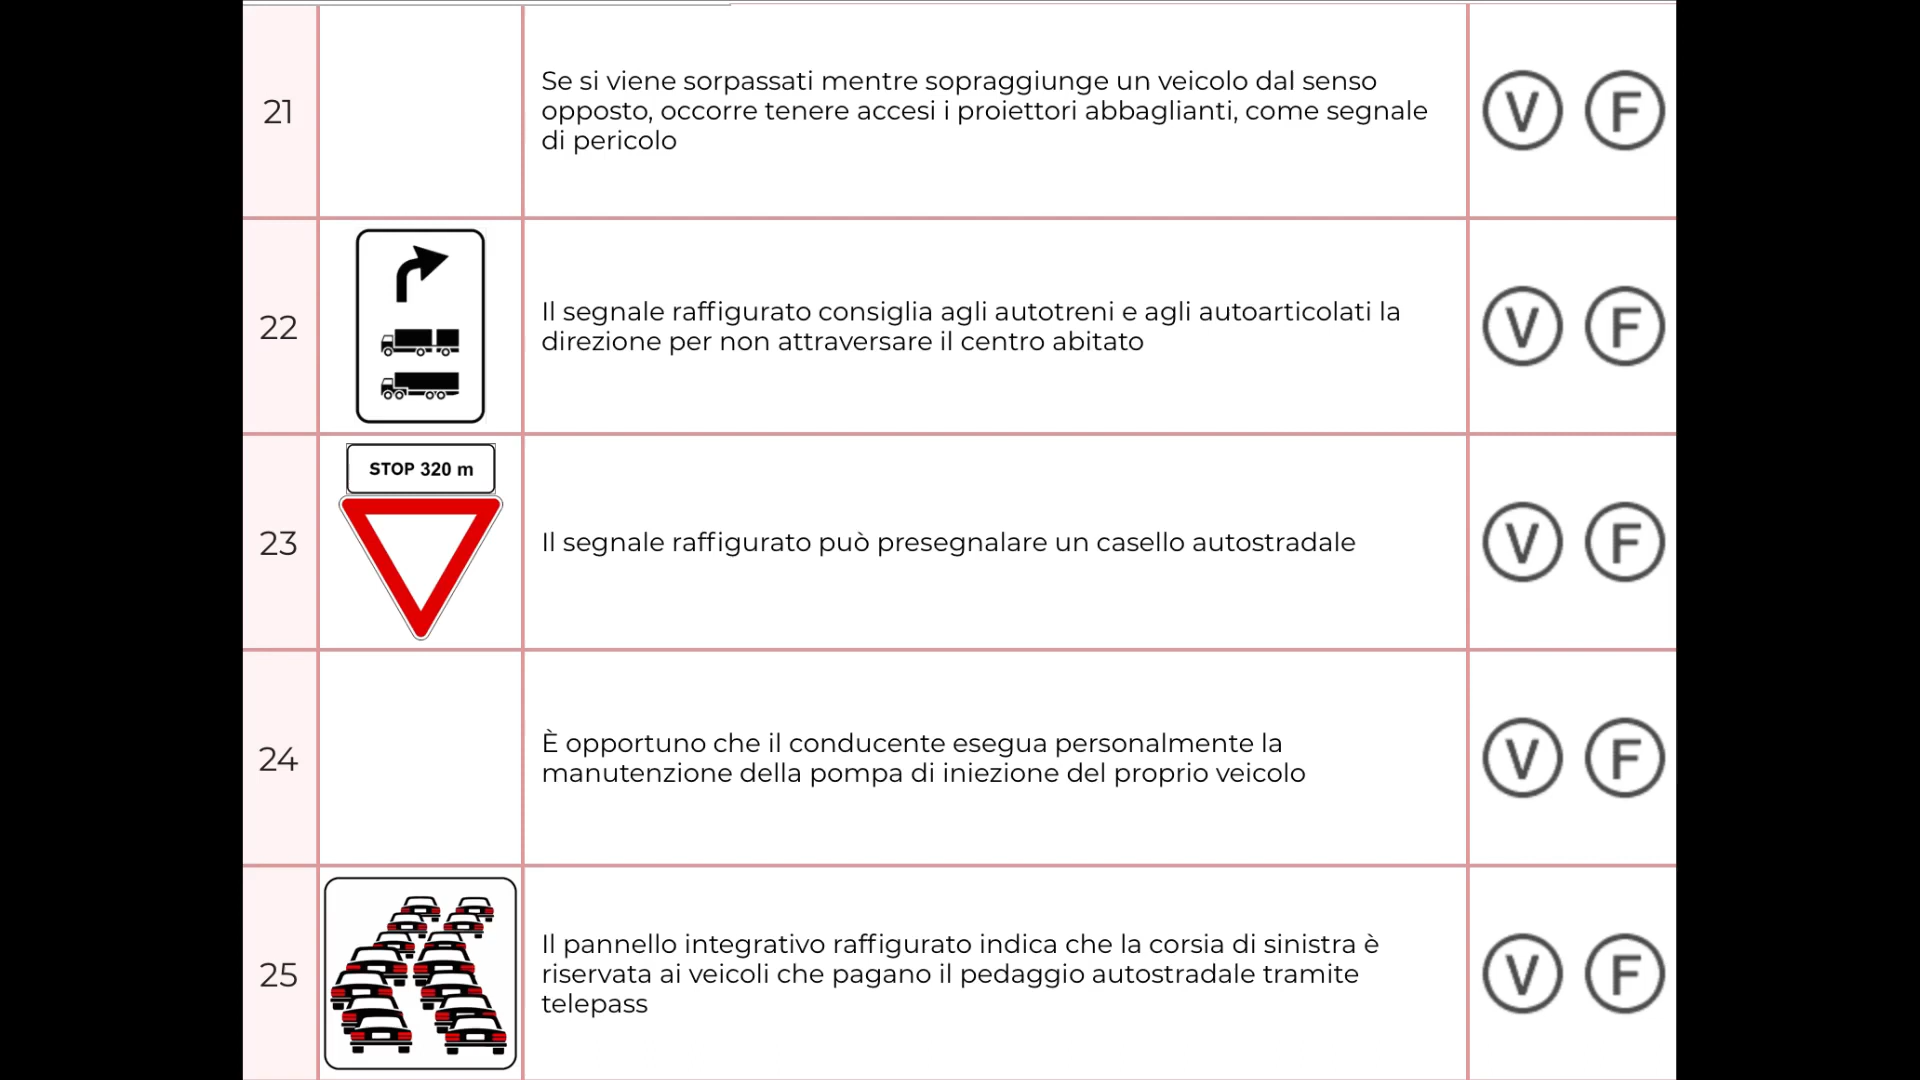 21
Se si viene sorpassati mentre sopraggiunge un veicolo dal senso
opposto, occorre tenere accesi i proiettori abbaglianti, come segnale
di pericolo
V F
22
Il segnale raffigurato consiglia agli autotreni e agli autoarticolati la
direzione per non attraversare il centro abitato
V F
23
STOP 320 m
Il segnale raffigurato può presegnalare un casello autostradale
V F
24
È opportuno che il conducente esegua personalmente la
manutenzione della pompa di iniezione del proprio veicolo
V F
25
Il pannello integrativo raffigurato indica che la corsia di sinistra è
riservata ai veicoli che pagano il pedaggio autostradale tramite
telepass
V F